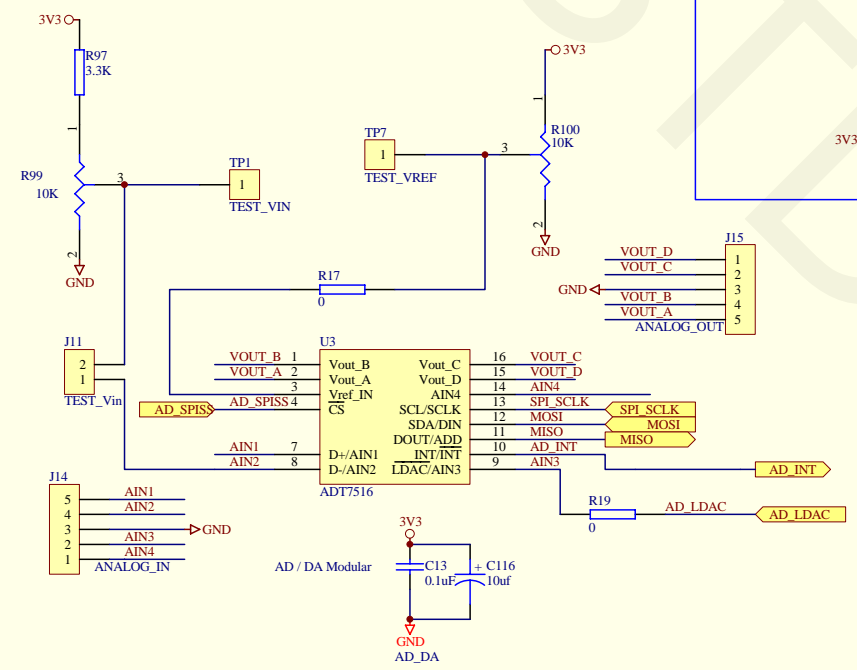 3V3
R97
3.3K
1
R99
10K
3
2
GND
TP1
1
TEST_VIN
TP7
1
TEST_VREF
3V3
1
R100
10K
3
2
GND
3V3
R17
0
J15
VOUT_D 1
VOUT_C 2
GND 3
VOUT_B 4
VOUT_A 5
ANALOG_OUT
J11
2
1
TEST_Vin
U3
VOUT_B 1 Vout_B Vout_C 16 VOUT_C
VOUT_A 2 Vout_A Vout_D 15 VOUT_D
3 Vref_IN AIN4 14 AIN4
AD_SPISS AD_SPISS 4 CS SCL/SCLK 13 SPI_SCLK SPI_SCLK
SDA/DIN 12 MOSI MOSI
DOUT/ADD 11 MISO MISO
AIN1 7 D+/AIN1 INT/INT 10 AD_INT AD_INT
AIN2 8 D-/AIN2 LDAC/AIN3 9 AIN3
ADT7516
J14
5 AIN1
4 AIN2
3 GND
2 AIN3
1 AIN4
ANALOG_IN
R19
0
AD_LDAC
AD_LDAC
3V3
AD / DA Modular
C13
0.1uF
+ C116
10uf
GND
AD_DA